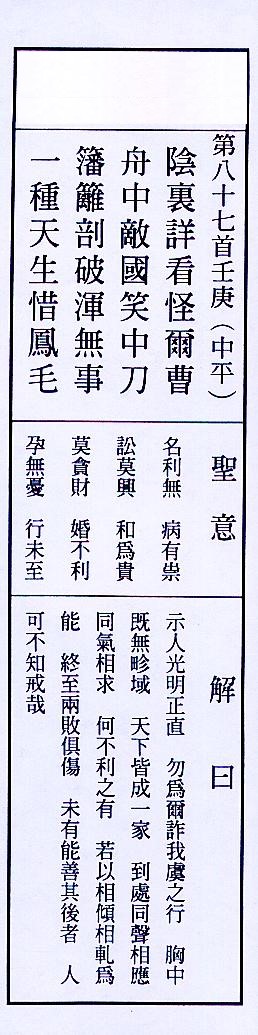 第八十七首壬庚（中平）
陰裏詳看怪爾曹
舟中敵國笑中刀
籓籬剖破渾無事
一種天生惜鳳毛
聖意
名利無 病有祟
訟莫興 和為貴
莫貪財 婚不利
孕無憂 行未至
解曰
示人光明正直 勿為爾詐我虞之行 胸中
既無畛域 天下皆成一家 到處同聲相應
同氣相求 何不利之有 若以相傾相軋為
能 終至兩敗俱傷 未有能善其後者 人
可不知戒哉